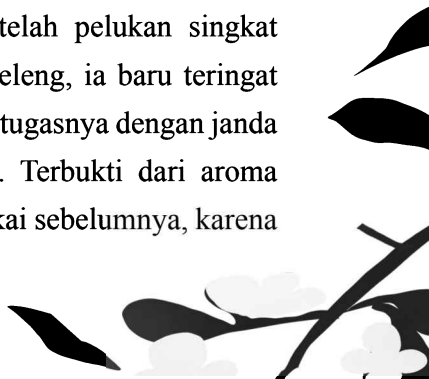 telah pelukan singkat
eleng, ia baru teringat
tugasnya dengan janda
. Terbukti dari aroma
kai sebelumnya, karena